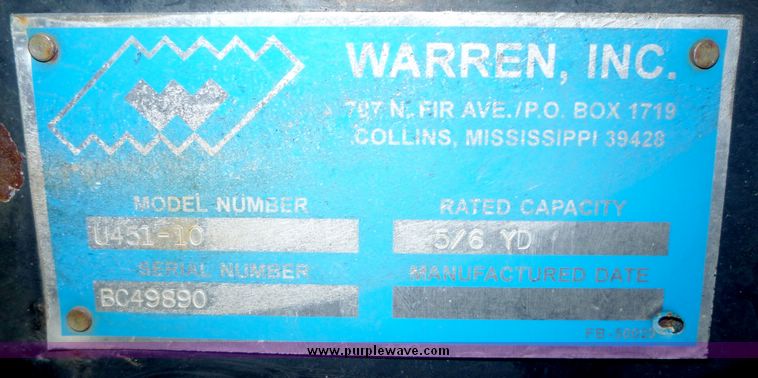 WARREN, INC.
707 N. FIR AVE./P.O. BOX 1719
COLLINS, MISSISSIPPI 39428
MODEL NUMBER
U451-10
RATED CAPACITY
5/6 YD
SERIAL NUMBER
BC49890
MANUFACTURED DATE
www.purplewave.com